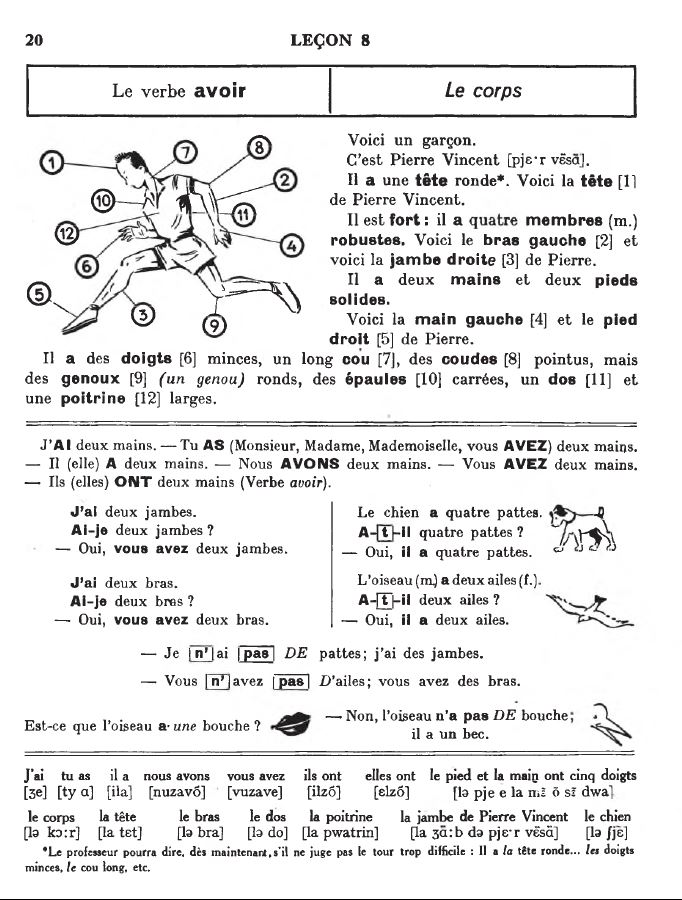 20
LEÇON 8
Le verbe avoir
Le corps
1
7
8
2
10
11
12
4
6
5
3
9
Voici un garçon.
C'est Pierre Vincent [pjɛ·r vɛ̃sɑ̃].
Il a une tête ronde*. Voici la tête [1]
de Pierre Vincent.
Il est fort : il a quatre membres (m.)
robustes. Voici le bras gauche [2] et
voici la jambe droite [3] de Pierre.
Il a deux mains et deux pieds
solides.
Voici la main gauche [4] et le pied
droit [5] de Pierre.
Il a des doigts [6] minces, un long cou [7], des coudes [8] pointus, mais
des genoux [9] (un genou) ronds, des épaules [10] carrées, un dos [11] et
une poitrine [12] larges.
J'AI deux mains. — Tu AS (Monsieur, Madame, Mademoiselle, vous AVEZ) deux mains.
— Il (elle) A deux mains. — Nous AVONS deux mains. — Vous AVEZ deux mains.
— Ils (elles) ONT deux mains (Verbe avoir).
J'ai deux jambes.
Ai-je deux jambes ?
— Oui, vous avez deux jambes.
J'ai deux bras.
Ai-je deux bras ?
— Oui, vous avez deux bras.
Le chien a quatre pattes.
A-t-il quatre pattes ?
— Oui, il a quatre pattes.
L'oiseau (m.) a deux ailes (f.).
A-t-il deux ailes ?
— Oui, il a deux ailes.
— Je n'ai pas DE pattes; j'ai des jambes.
— Vous n'avez pas D'ailes; vous avez des bras.
Est-ce que l'oiseau a une bouche ?
— Non, l'oiseau n'a pas DE bouche;
il a un bec.
J'ai tu as il a nous avons vous avez ils ont elles ont le pied et la main ont cinq doigts
[ʒe] [ty ɑ] [ila] [nuzavɔ̃] [vuzave] [ilzɔ̃] [ɛlzɔ̃] [lə pje e la mɛ̃ ɔ̃ sɛ̃ dwa]
le corps la tête le bras le dos la poitrine la jambe de Pierre Vincent le chien
[lə kɔ:r] [la tɛt] [lə bra] [lə do] [la pwatrin] [la ʒɑ̃:b də pjɛ·r vɛ̃sɑ̃] [lə ʃjɛ̃]
*Le professeur pourra dire, dès maintenant, s'il ne juge pas le tour trop difficile : Il a la tête ronde... les doigts
minces, le cou long, etc.